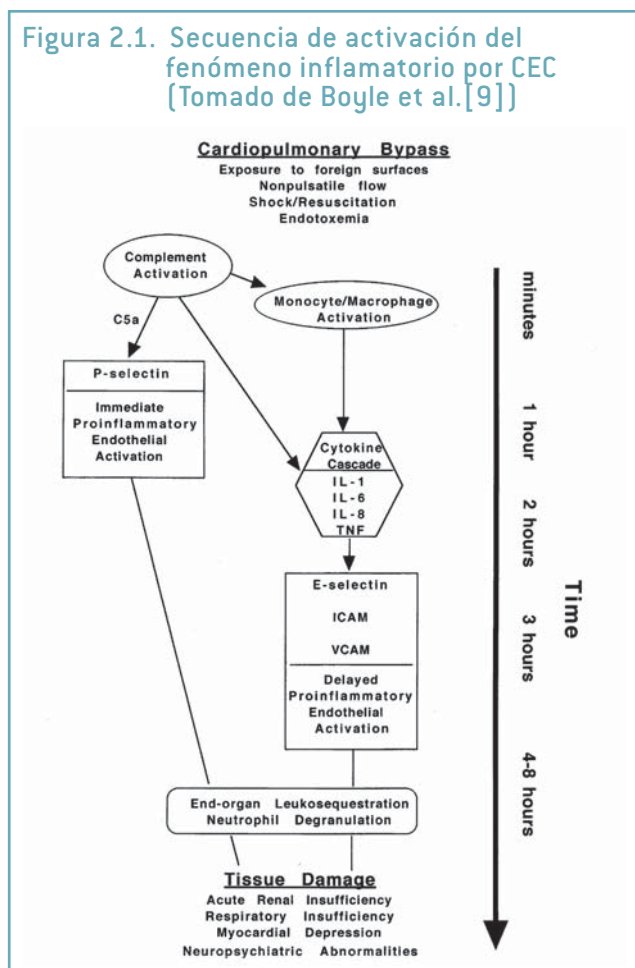 Figura 2.1. Secuencia de activación del
fenómeno inflamatorio por CEC
(Tomado de Boyle et al.[9])
Cardiopulmonary Bypass
Exposure to foreign surfaces
Nonpulsatile flow
Shock/Resuscitation
Endotoxemia
Complement
Activation
Monocyte/Macrophage
Activation
C5a
P-selectin
Immediate
Proinflammatory
Endothelial
Activation
Cytokine
Cascade
IL-1
IL-6
IL-8
TNF
E-selectin
ICAM
VCAM
Delayed
Proinflammatory
Endothelial
Activation
End-organ Leukosequestration
Neutrophil Degranulation
Tissue Damage
Acute Renal Insufficiency
Respiratory Insufficiency
Myocardial Depression
Neuropsychiatric Abnormalities
minutes
1 hour
2 hours
3 hours
4-8 hours
Time